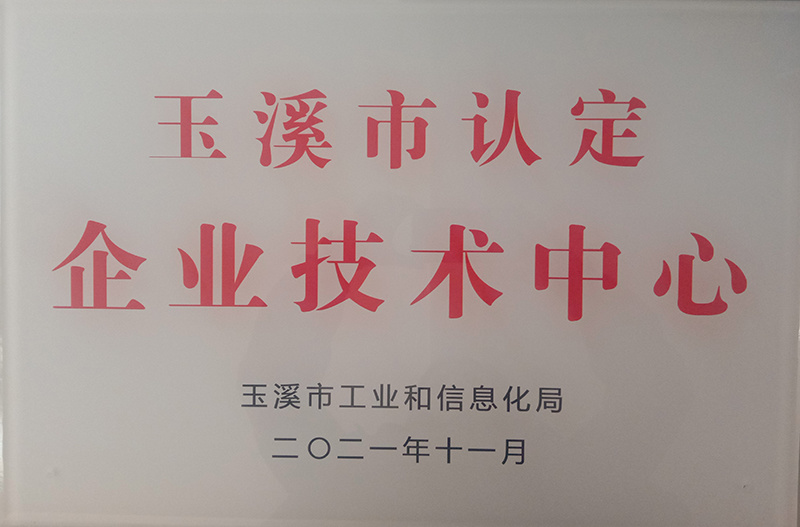 玉溪市认定
企业技术中心
玉溪市工业和信息化局
二〇二一年十一月